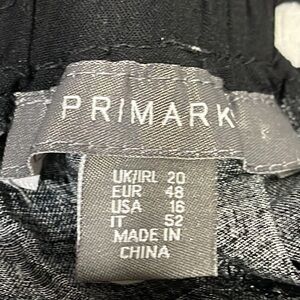 PRIMARK
UK/IRL 20
EUR 48
USA 16
IT 52
MADE IN
CHINA